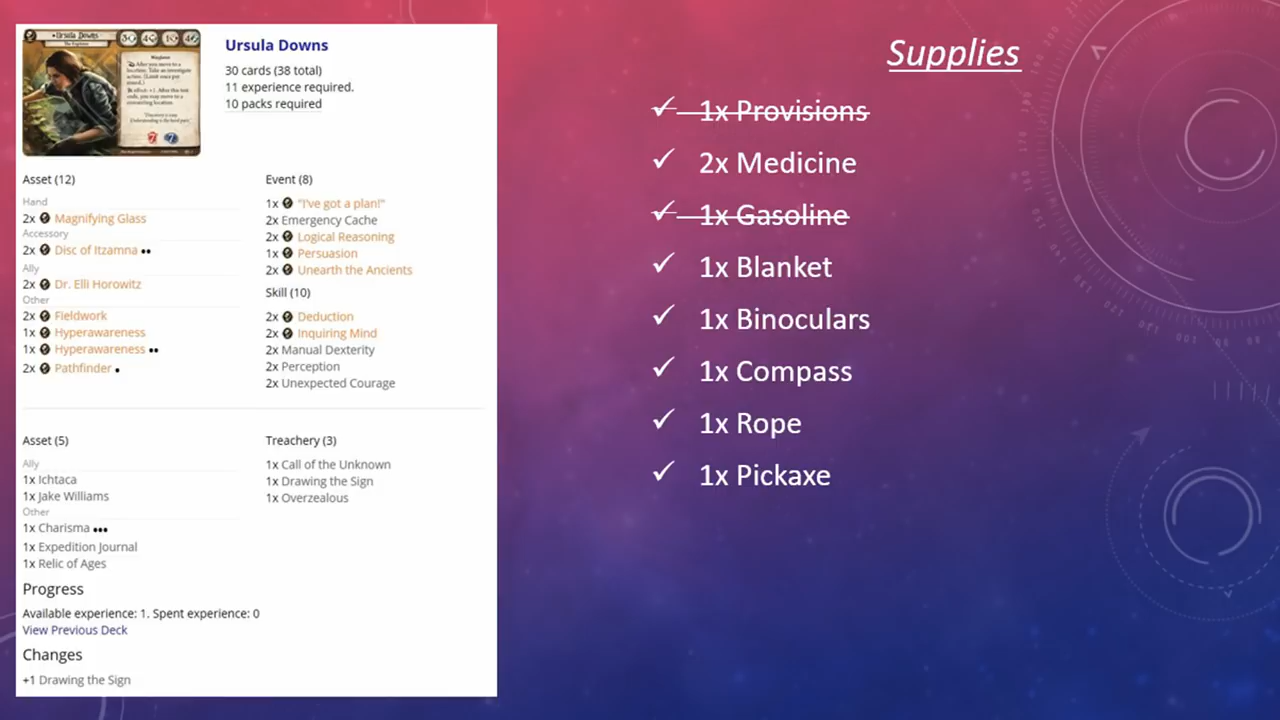 Ursula Downs
The Explorer
Ursula Downs
30 cards (38 total)
11 experience required.
10 packs required
Asset (12)
Hand
2x Magnifying Glass
Accessory
2x Disc of Itzamna ••
Ally
2x Dr. Elli Horowitz
Other
2x Fieldwork
1x Hyperawareness
1x Hyperawareness ••
2x Pathfinder •
Event (8)
1x "I've got a plan!"
2x Emergency Cache
2x Logical Reasoning
1x Persuasion
2x Unearth the Ancients
Skill (10)
2x Deduction
2x Inquiring Mind
2x Manual Dexterity
2x Perception
2x Unexpected Courage
Asset (5)
Ally
1x Ichtaca
1x Jake Williams
Other
1x Charisma •••
1x Expedition Journal
1x Relic of Ages
Treachery (3)
1x Call of the Unknown
1x Drawing the Sign
1x Overzealous
Progress
Available experience: 1. Spent experience: 0
View Previous Deck
Changes
+1 Drawing the Sign
Supplies
✓ 1x Provisions
✓ 2x Medicine
✓ 1x Gasoline
✓ 1x Blanket
✓ 1x Binoculars
✓ 1x Compass
✓ 1x Rope
✓ 1x Pickaxe